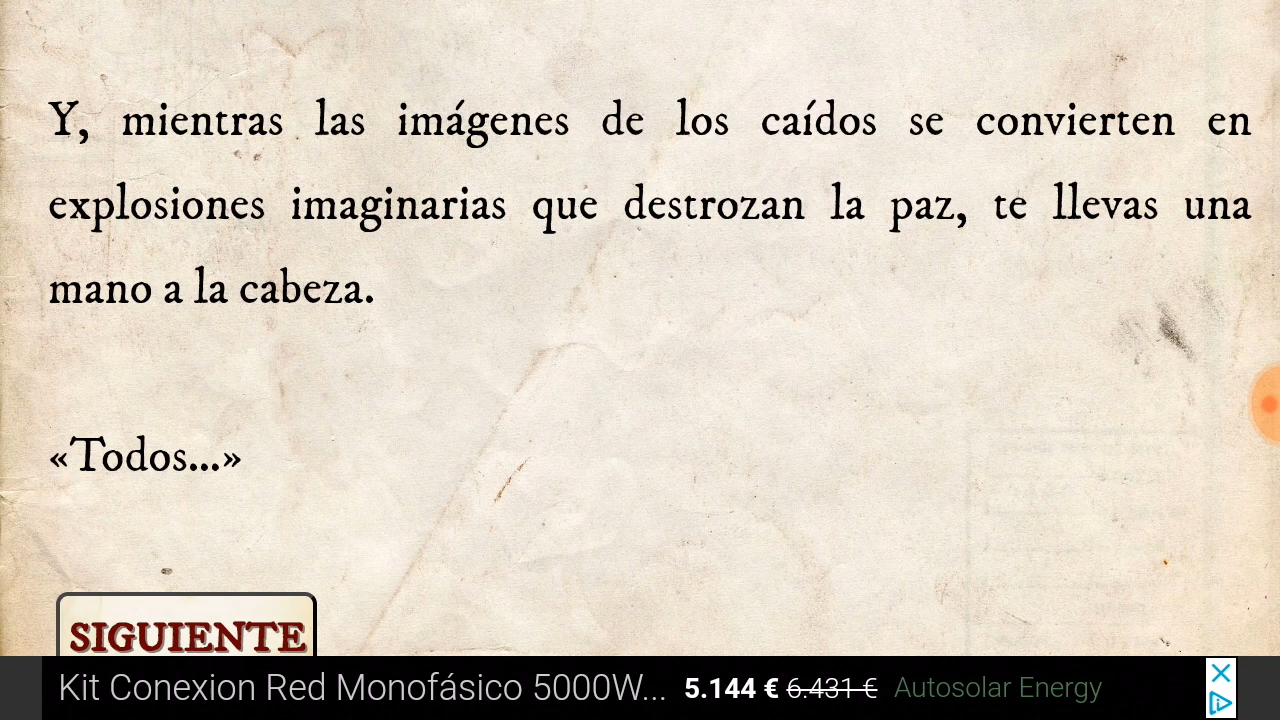 Y, mientras las imágenes de los caídos se convierten en
explosiones imaginarias que destrozan la paz, te llevas una
mano a la cabeza.
«Todos...»
SIGUIENTE
Kit Conexion Red Monofásico 5000W... 5.144 € 6.431 € Autosolar Energy